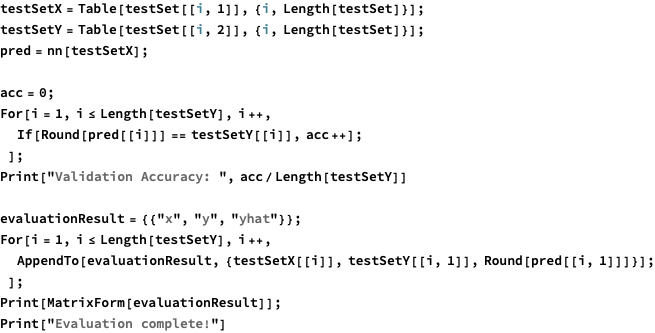 testSetX = Table[testSet[[i, 1]], {i, Length[testSet]}];
testSetY = Table[testSet[[i, 2]], {i, Length[testSet]}];
pred = nn[testSetX];
acc = 0;
For[i = 1, i ≤ Length[testSetY], i ++,
If[Round[pred[[i]]] == testSetY[[i]], acc ++];
];
Print["Validation Accuracy: ", acc / Length[testSetY]]
evaluationResult = {{"x", "y", "yhat"}};
For[i = 1, i ≤ Length[testSetY], i ++,
AppendTo[evaluationResult, {testSetX[[i]], testSetY[[i, 1]], Round[pred[[i, 1]]]}];
];
Print[MatrixForm[evaluationResult]];
Print["Evaluation complete!"]